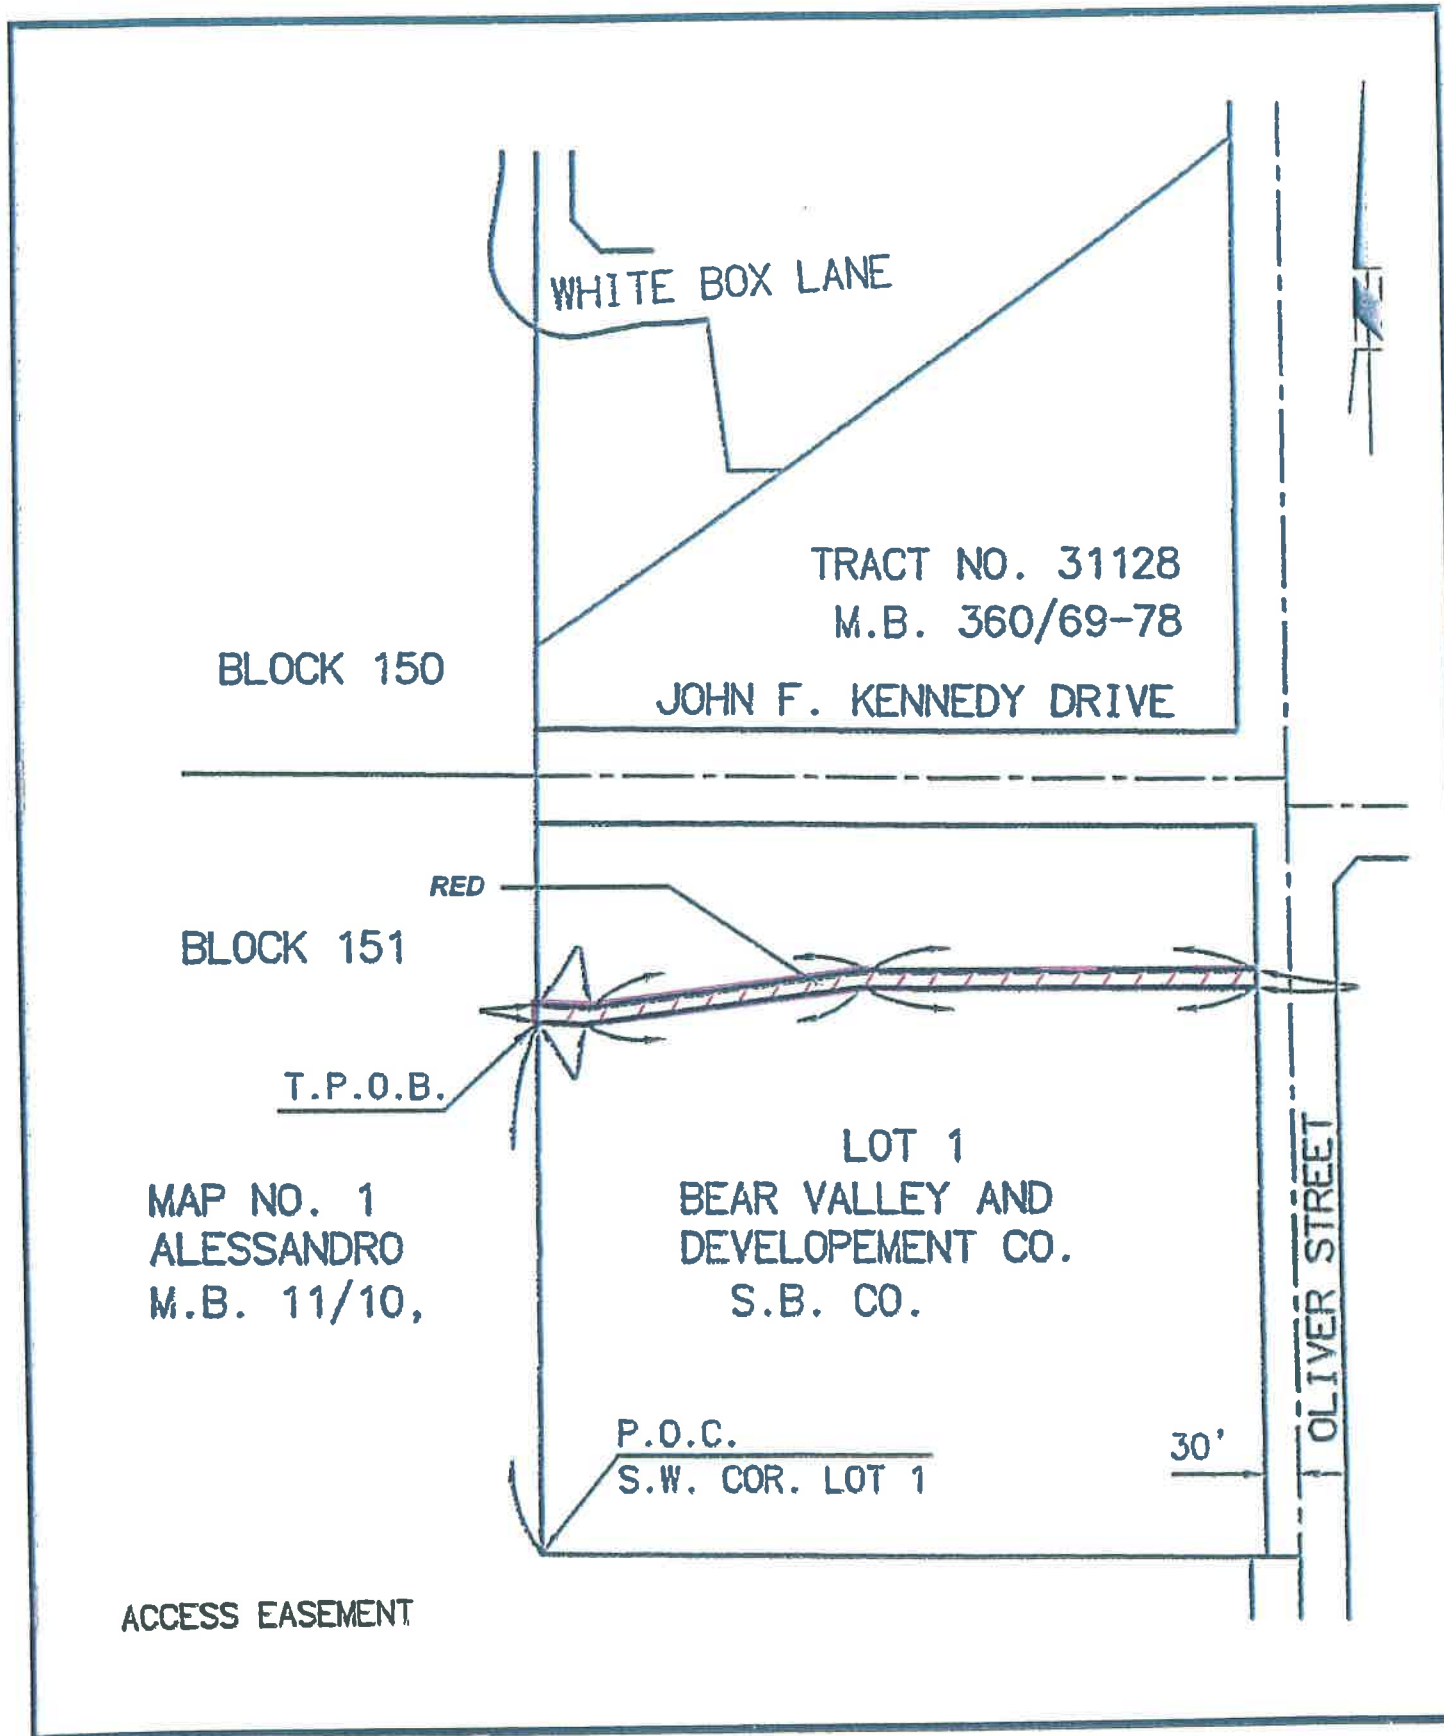 WHITE BOX LANE
TRACT NO. 31128
M.B. 360/69-78
BLOCK 150
JOHN F. KENNEDY DRIVE
RED
BLOCK 151
T.P.O.B.
LOT 1
BEAR VALLEY AND
DEVELOPEMENT CO.
S.B. CO.
MAP NO. 1
ALESSANDRO
M.B. 11/10,
OLIVER STREET
P.O.C.
S.W. COR. LOT 1
30'
ACCESS EASEMENT